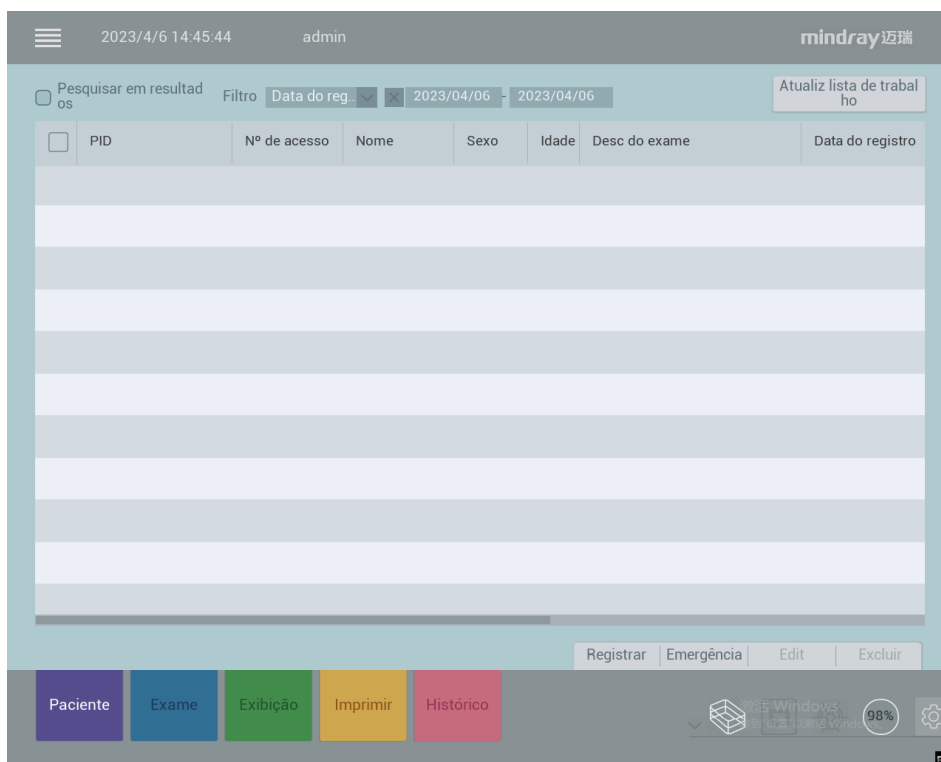 2023/4/6 14:45:44 admin mindray迈瑞
Pesquisar em resultad
os
Filtro Data do reg.. 2023/04/06 - 2023/04/06
Atualiz lista de trabal
ho
PID Nº de acesso Nome Sexo Idade Desc do exame Data do registro
Registrar Emergência Edit Excluir
Paciente Exame Exibição Imprimir Histórico
激活 Windows
98%